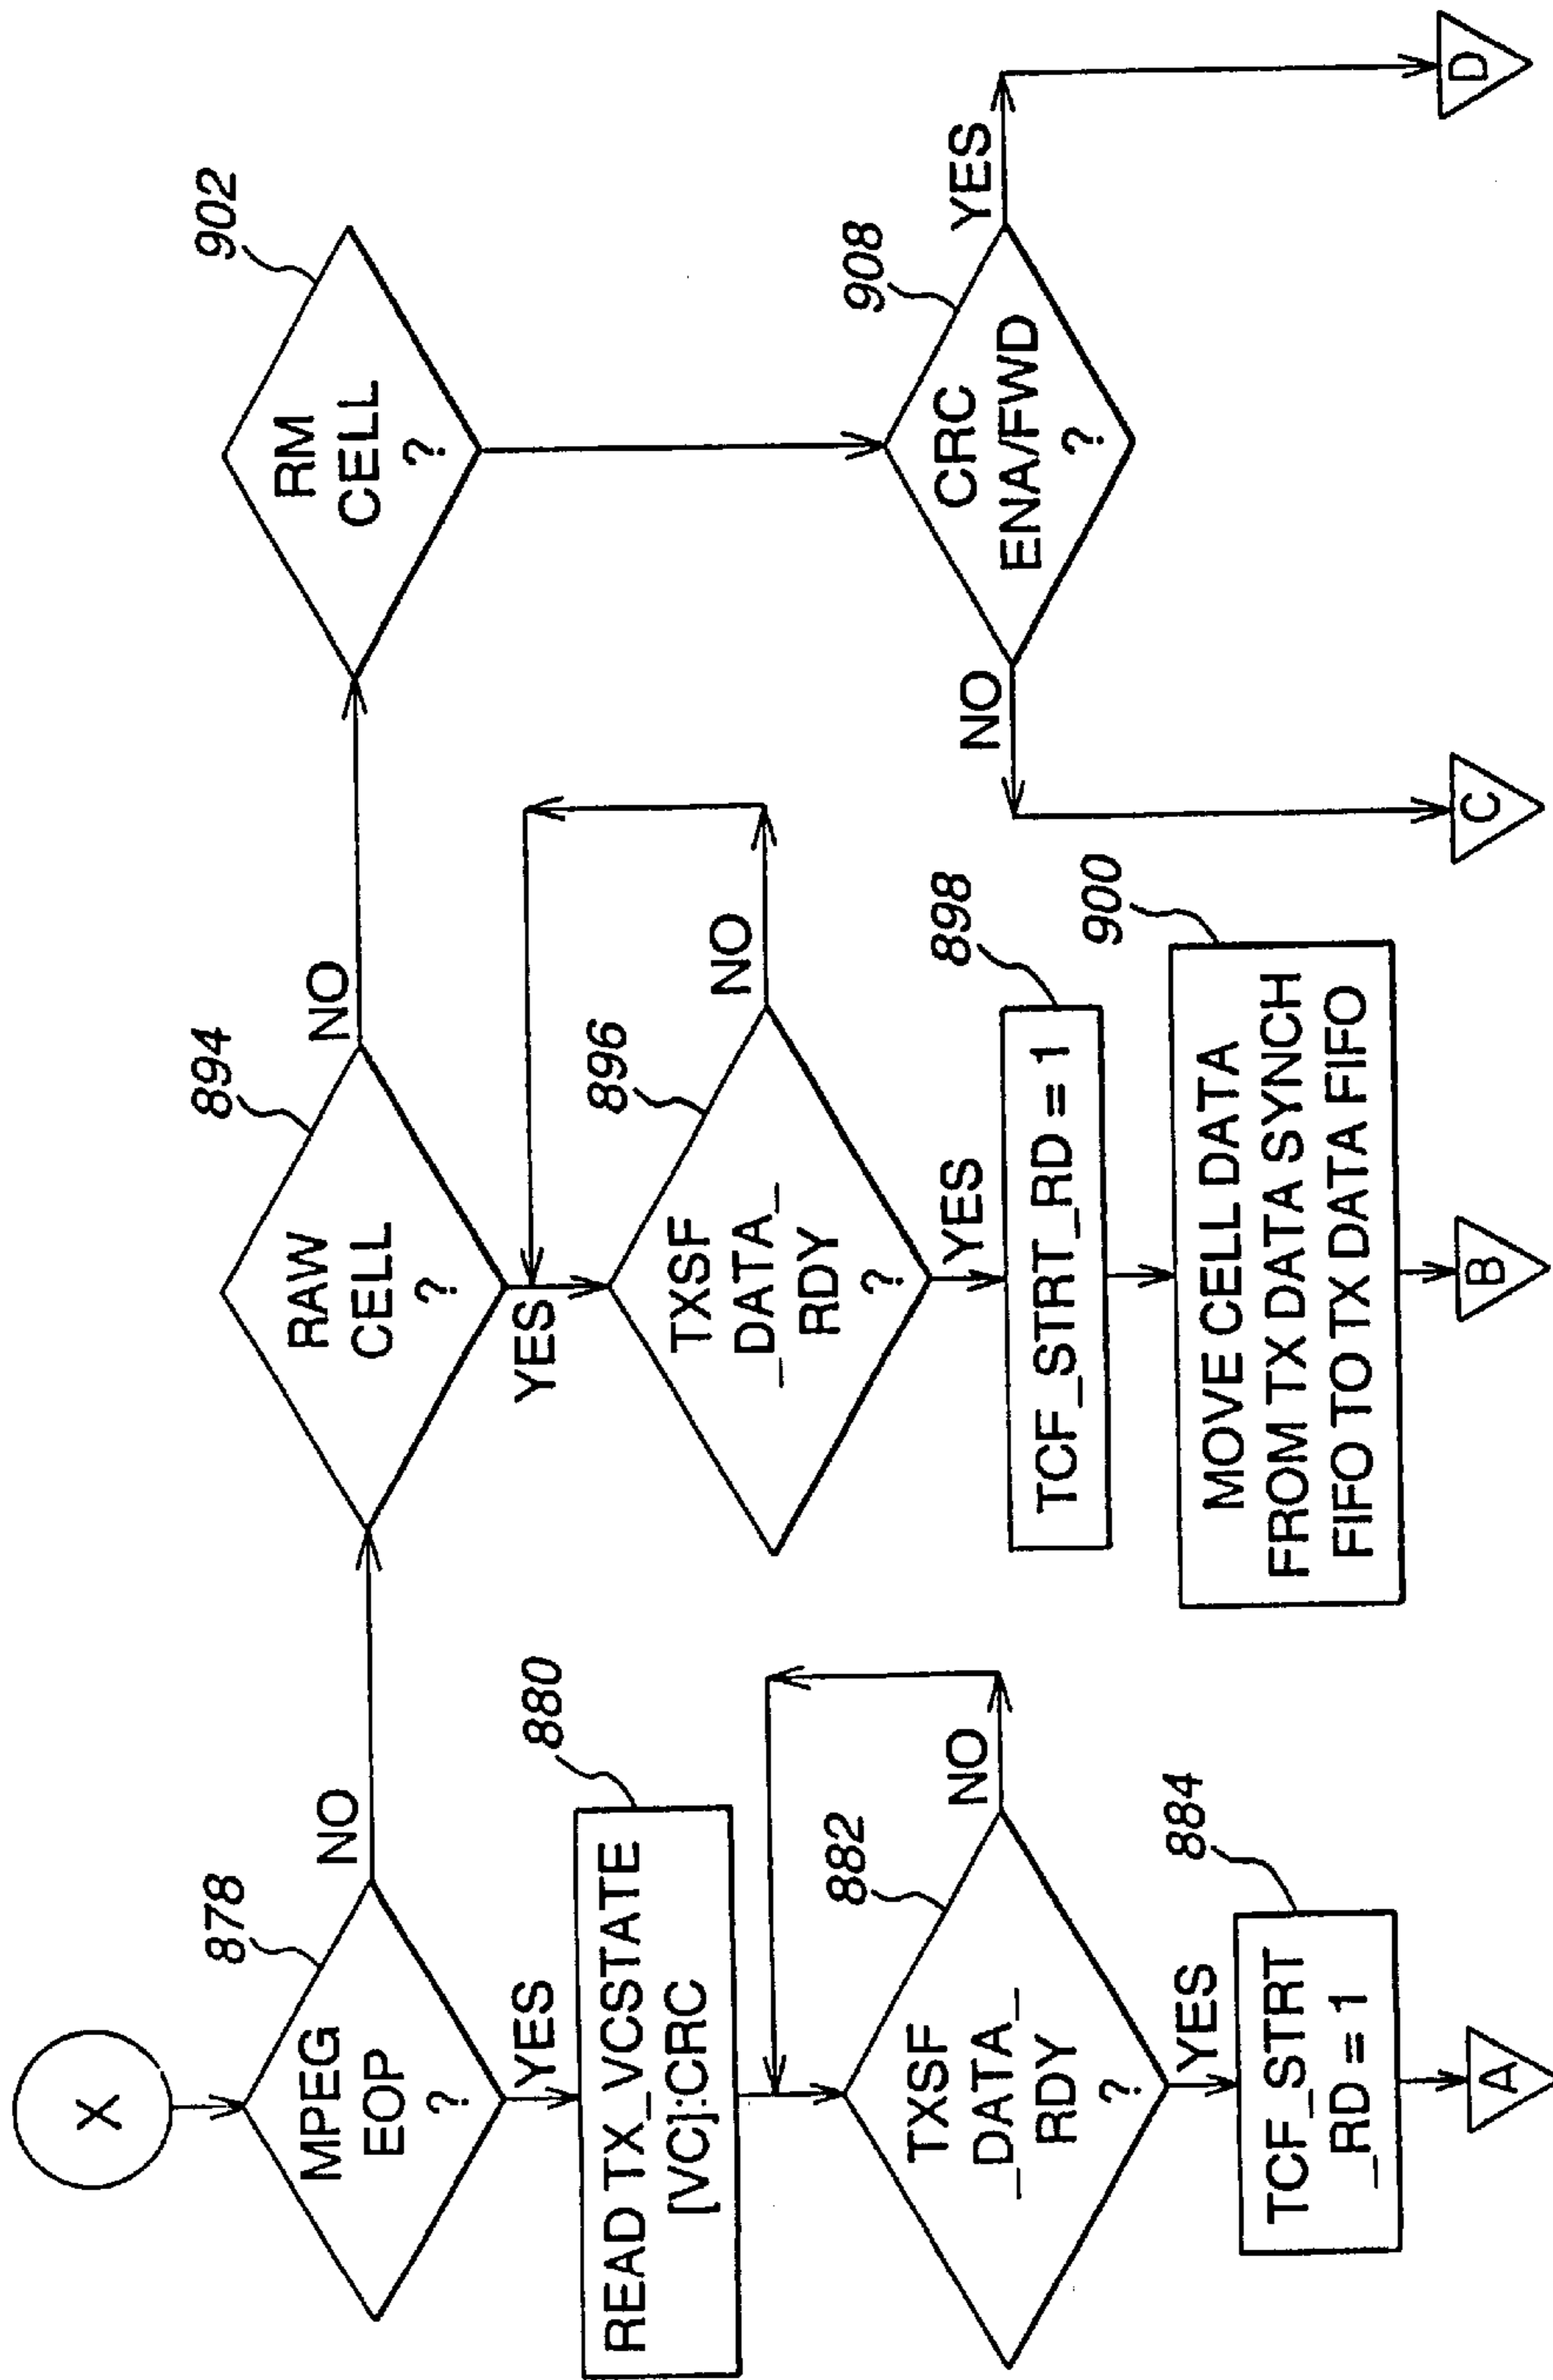 X
878
MPEG
EOP
?
NO
YES
880
READ TX_VCSTATE
[VC]:CRC
882
TXSF
_DATA_
RDY
?
NO
YES
884
TCF_STRT
_RD = 1
A
894
RAW
CELL
?
NO
YES
896
TXSF
_DATA_
RDY
?
NO
YES
898
TCF_STRT_RD = 1
900
MOVE CELL DATA
FROM TX DATA SYNCH
FIFO TO TX DATA FIFO
B
902
RM
CELL
?
908
CRC
ENA/FWD
?
NO
YES
C
D